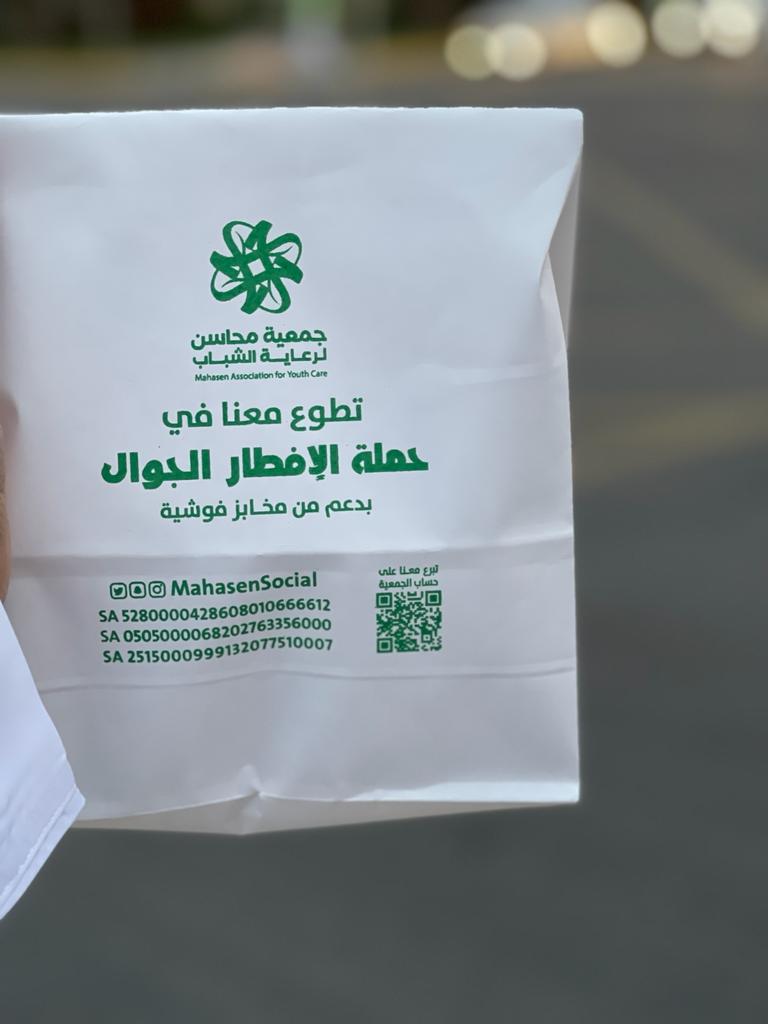 جمعية محاسن
لرعاية الشباب
Mahasen Association for Youth Care
تطوع معنا في
حملة الإفطار الجوال
بدعم من مخابز فوشية
MahasenSocial
SA 5280000428608010666612
SA 0505000068202763356000
SA 2515000999132077510007
تبرع معنا على
حساب الجمعية